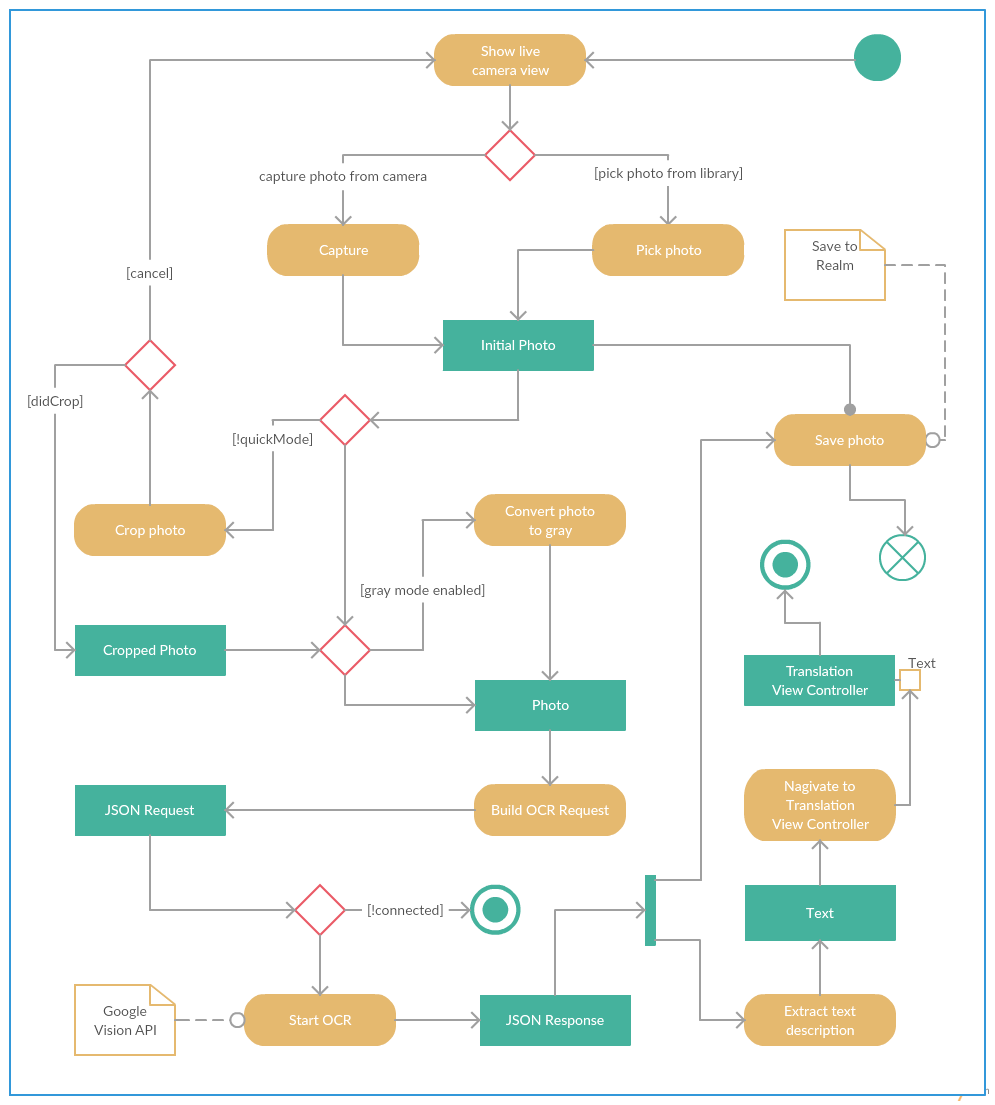 Show live
camera view
capture photo from camera
[pick photo from library]
Capture
Pick photo
Save to
Realm
[cancel]
Initial Photo
[didCrop]
[!quickMode]
Save photo
Crop photo
Convert photo
to gray
[gray mode enabled]
Cropped Photo
Text
Translation
View Controller
Photo
Nagivate to
Translation
View Controller
JSON Request
Build OCR Request
[!connected]
Text
Google
Vision API
Start OCR
JSON Response
Extract text
description